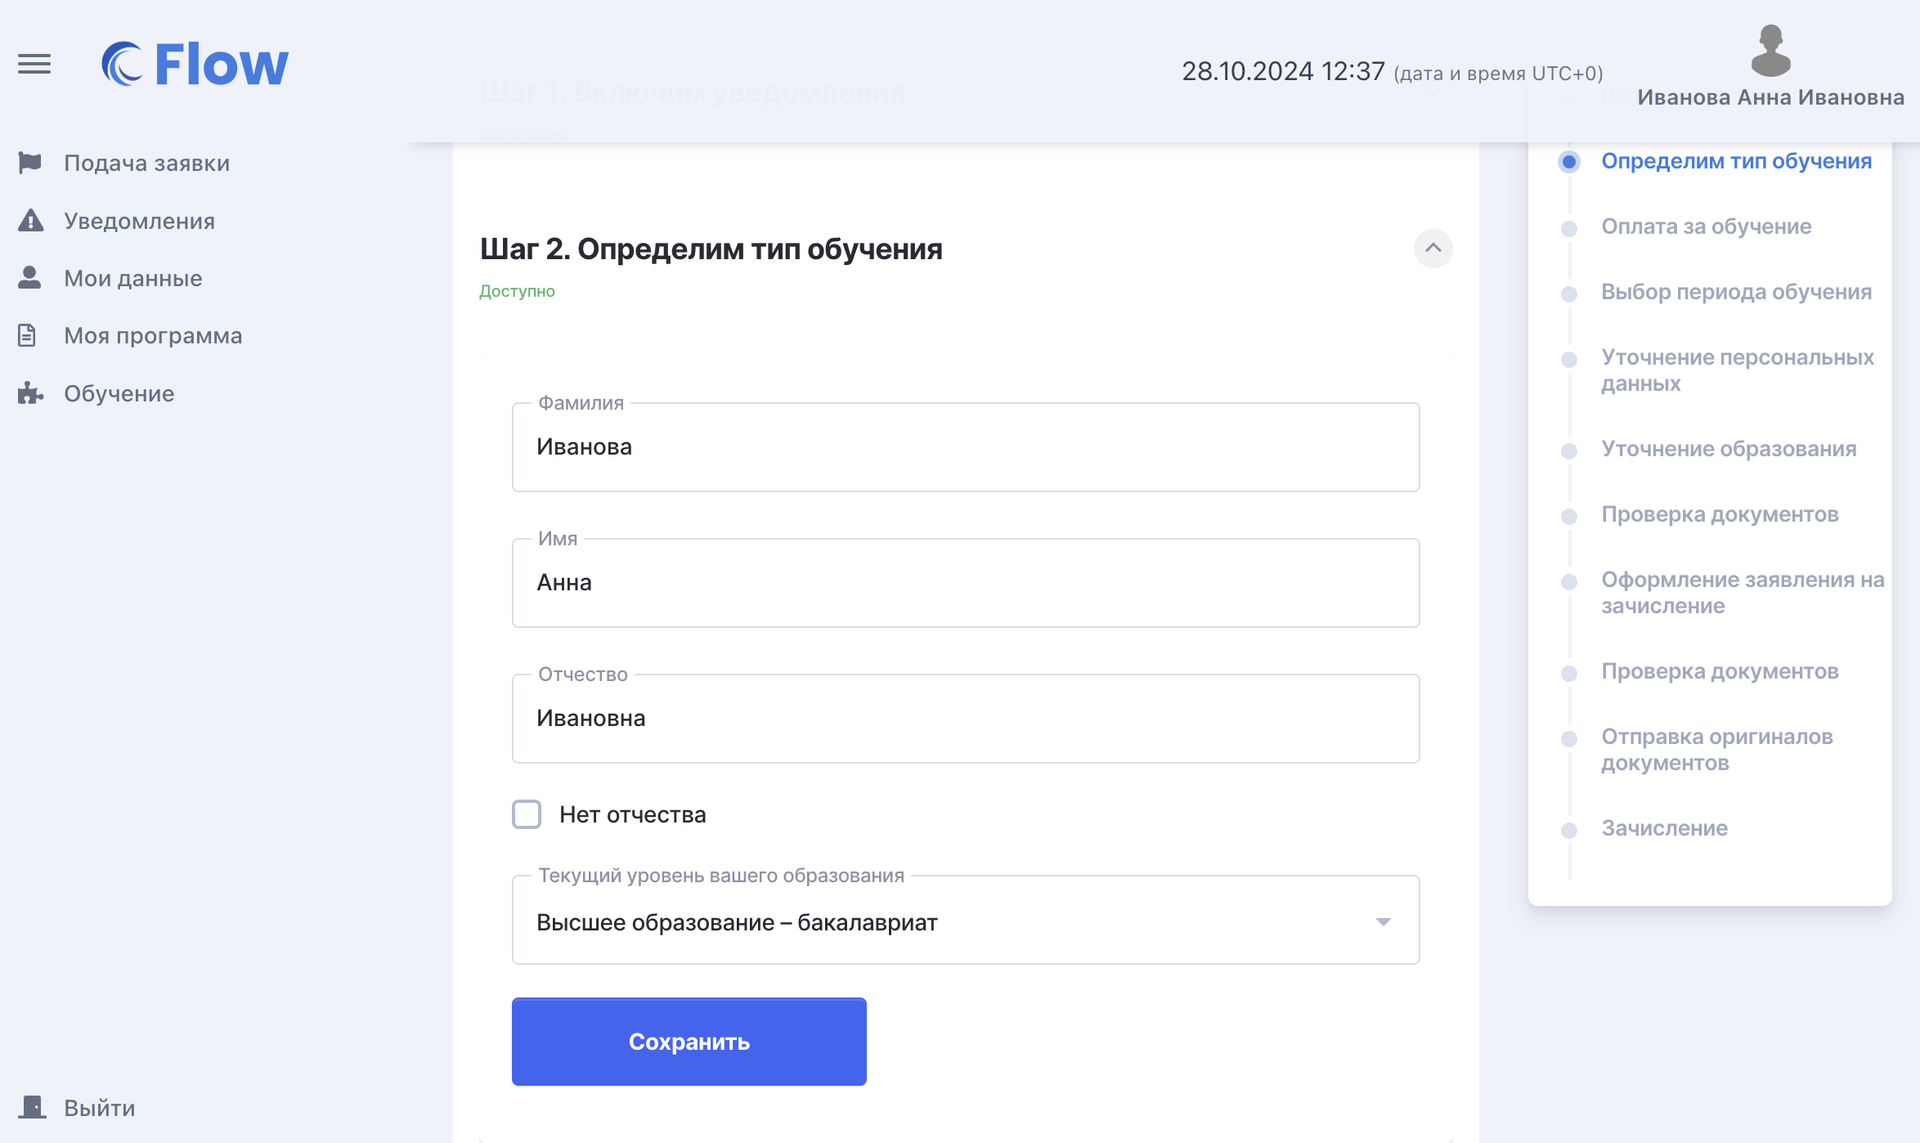 Flow
28.10.2024 12:37 (дата и время UTC+0)
Иванова Анна Ивановна
Подача заявки
Уведомления
Мои данные
Моя программа
Обучение
Выйти
Шаг 1. Включим уведомления
Выполнено
Шаг 2. Определим тип обучения
Доступно
Фамилия
Иванова
Имя
Анна
Отчество
Ивановна
Нет отчества
Текущий уровень вашего образования
Высшее образование – бакалавриат
Сохранить
Определим тип обучения
Оплата за обучение
Выбор периода обучения
Уточнение персональных
данных
Уточнение образования
Проверка документов
Оформление заявления на
зачисление
Проверка документов
Отправка оригиналов
документов
Зачисление